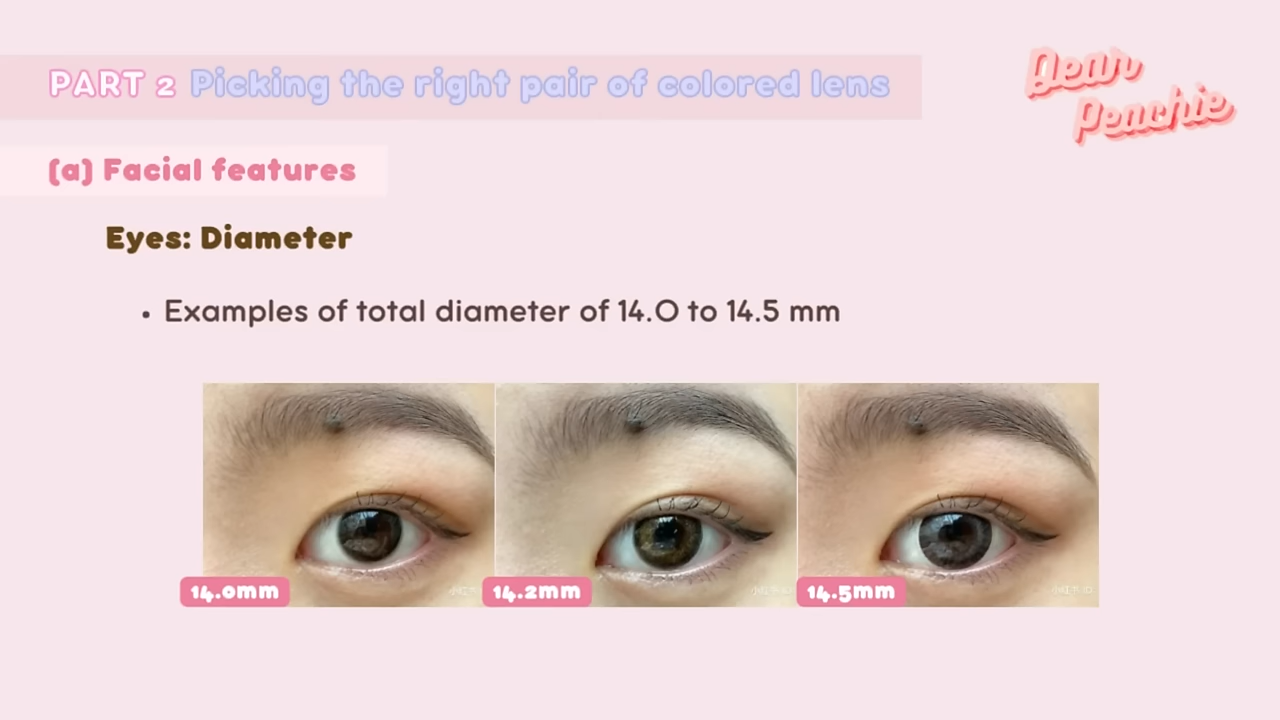 PART 2 Picking the right pair of colored lens
Dear
Peachie
(a) Facial features
Eyes: Diameter
• Examples of total diameter of 14.0 to 14.5 mm
14.0mm
14.2mm
14.5mm